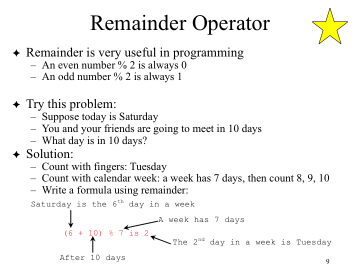 Remainder Operator
✦ Remainder is very useful in programming
– An even number % 2 is always 0
– An odd number % 2 is always 1
✦ Try this problem:
– Suppose today is Saturday
– You and your friends are going to meet in 10 days
– What day is in 10 days?
✦ Solution:
– Count with fingers: Tuesday
– Count with calendar week: a week has 7 days, then count 8, 9, 10
– Write a formula using remainder:
Saturday is the 6th day in a week
A week has 7 days
(6 + 10) % 7 is 2
The 2nd day in a week is Tuesday
After 10 days
9